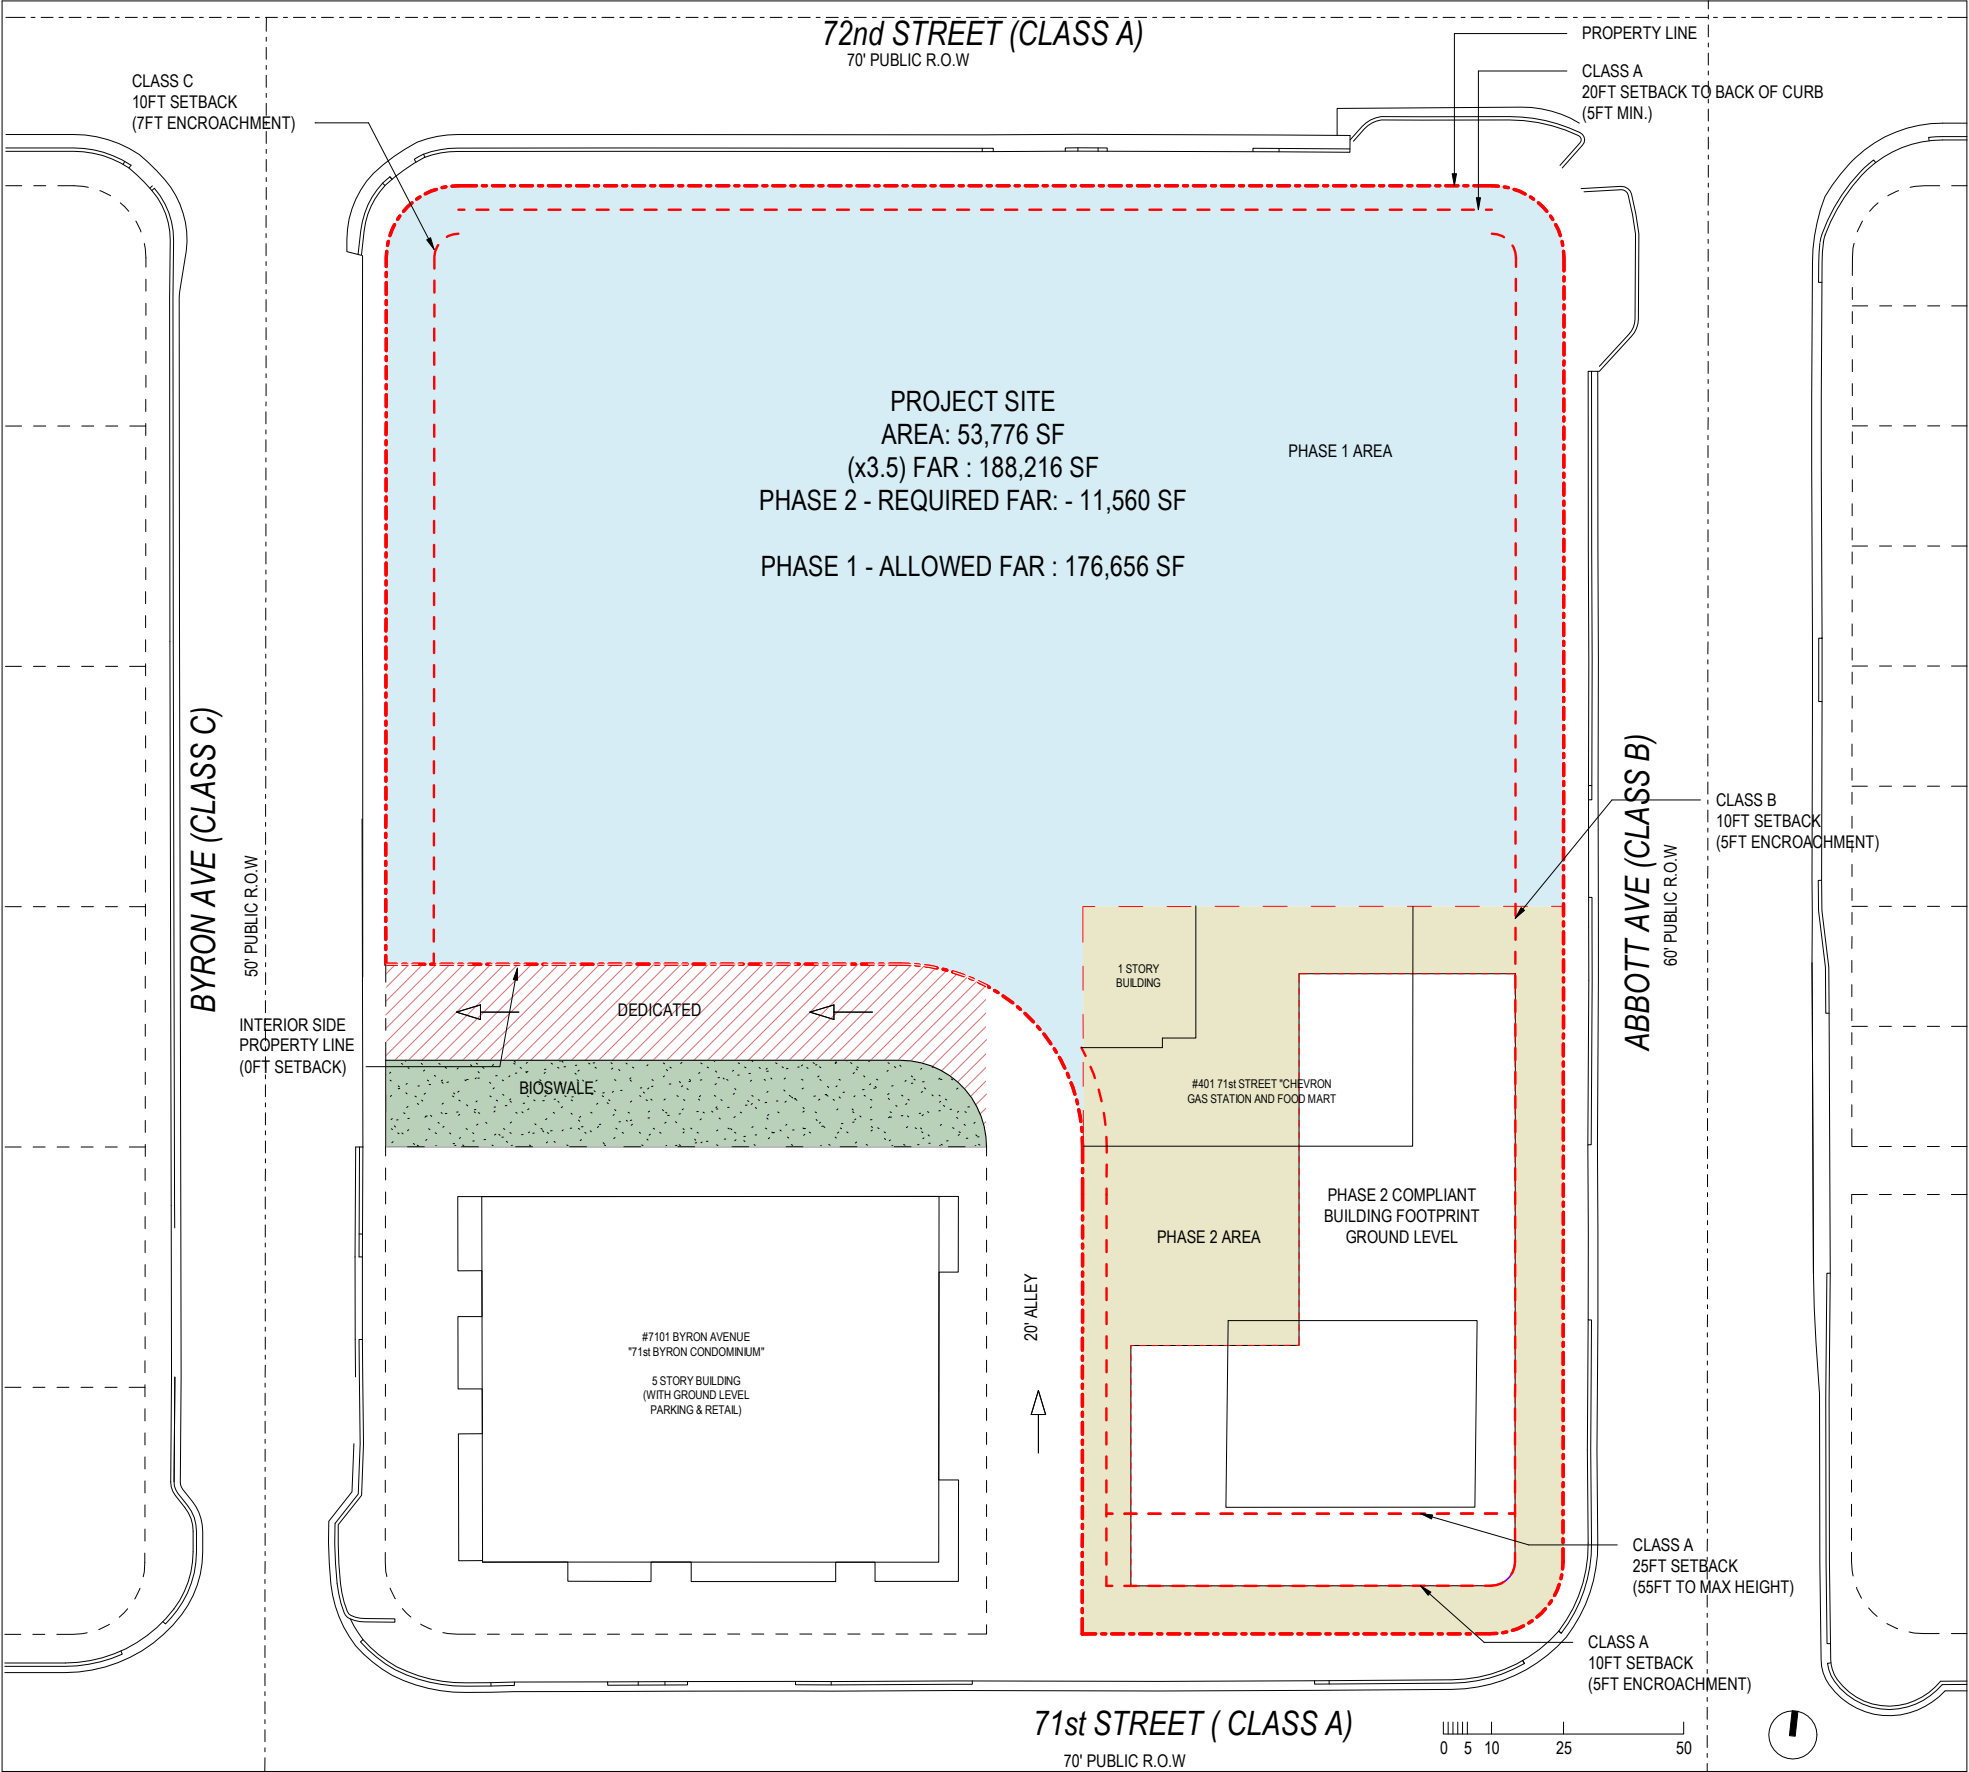 72nd STREET (CLASS A)
70' PUBLIC R.O.W
PROPERTY LINE
CLASS A
20FT SETBACK TO BACK OF CURB
(5FT MIN.)
CLASS C
10FT SETBACK
(7FT ENCROACHMENT)
PROJECT SITE
AREA: 53,776 SF
(x3.5) FAR : 188,216 SF
PHASE 2 - REQUIRED FAR: - 11,560 SF
PHASE 1 - ALLOWED FAR : 176,656 SF
PHASE 1 AREA
BYRON AVE (CLASS C)
50' PUBLIC R.O.W
ABBOTT AVE (CLASS B)
60' PUBLIC R.O.W
CLASS B
10FT SETBACK
(5FT ENCROACHMENT)
1 STORY
BUILDING
DEDICATED
INTERIOR SIDE
PROPERTY LINE
(0FT SETBACK)
BIOSWALE
#401 71st STREET "CHEVRON
GAS STATION AND FOOD MART
PHASE 2 COMPLIANT
BUILDING FOOTPRINT
GROUND LEVEL
PHASE 2 AREA
20' ALLEY
#7101 BYRON AVENUE
"71st BYRON CONDOMINIUM"
5 STORY BUILDING
(WITH GROUND LEVEL
PARKING & RETAIL)
CLASS A
25FT SETBACK
(55FT TO MAX HEIGHT)
CLASS A
10FT SETBACK
(5FT ENCROACHMENT)
71st STREET ( CLASS A)
70' PUBLIC R.O.W
0 5 10 25 50